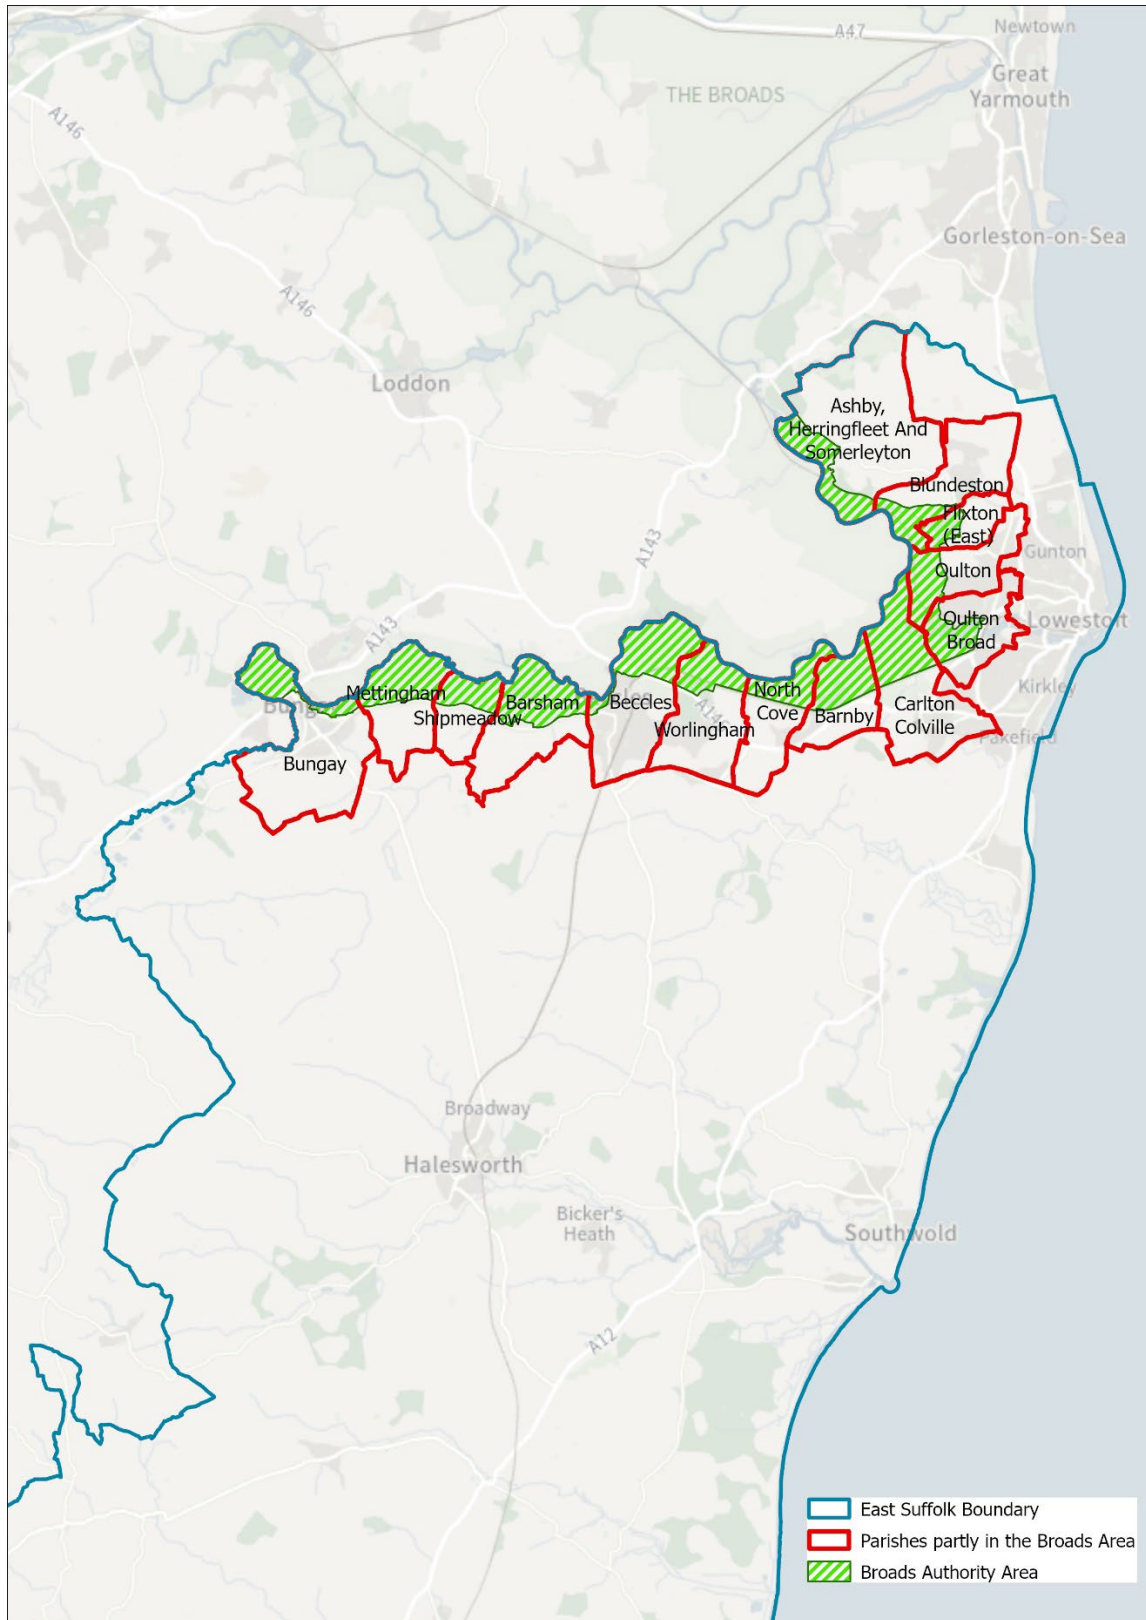 Newtown
A47
Great
Yarmouth
THE BROADS
A146
Gorleston-on-Sea
A146
Loddon
Ashby,
Herringfleet And
Somerleyton
Blundeston
Flixton
(East)
A143
Gunton
Oulton
Oulton
Broad
Lowestoft
A143
Kirkley
Mettingham
Barsham
Beccles
North
Cove
Shipmeadow
Barnby
Carlton
Colville
Worlingham
A145
Pakefield
Bungay
Broadway
Halesworth
Bicker's
Heath
Southwold
A12
East Suffolk Boundary
Parishes partly in the Broads Area
Broads Authority Area